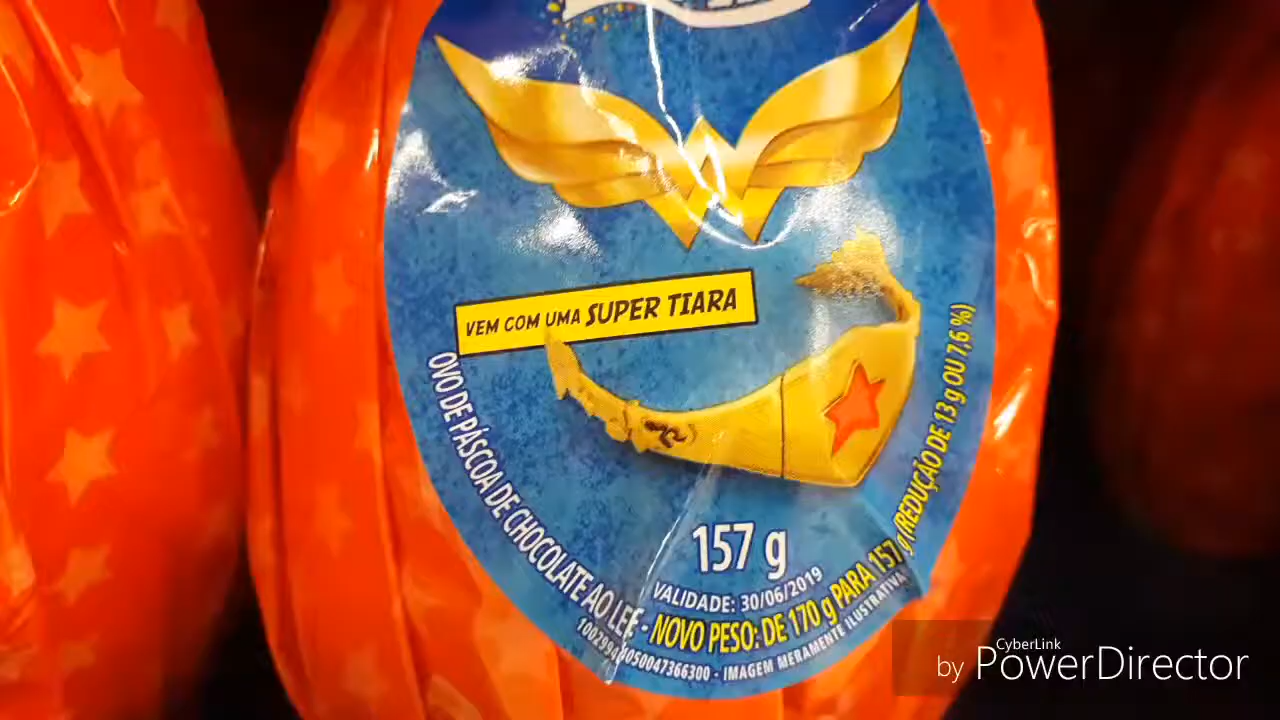 VEM COM UMA SUPER TIARA
157 g
VALIDADE: 30/06/2019
OVO DE PÁSCOA DE CHOCOLATE AO LEITE - NOVO PESO: DE 170 g PARA 157 g (REDUÇÃO DE 13 g OU 7,6 %)
050047366300 - IMAGEM MERAMENTE ILUSTRATIVA
CyberLink
by PowerDirector